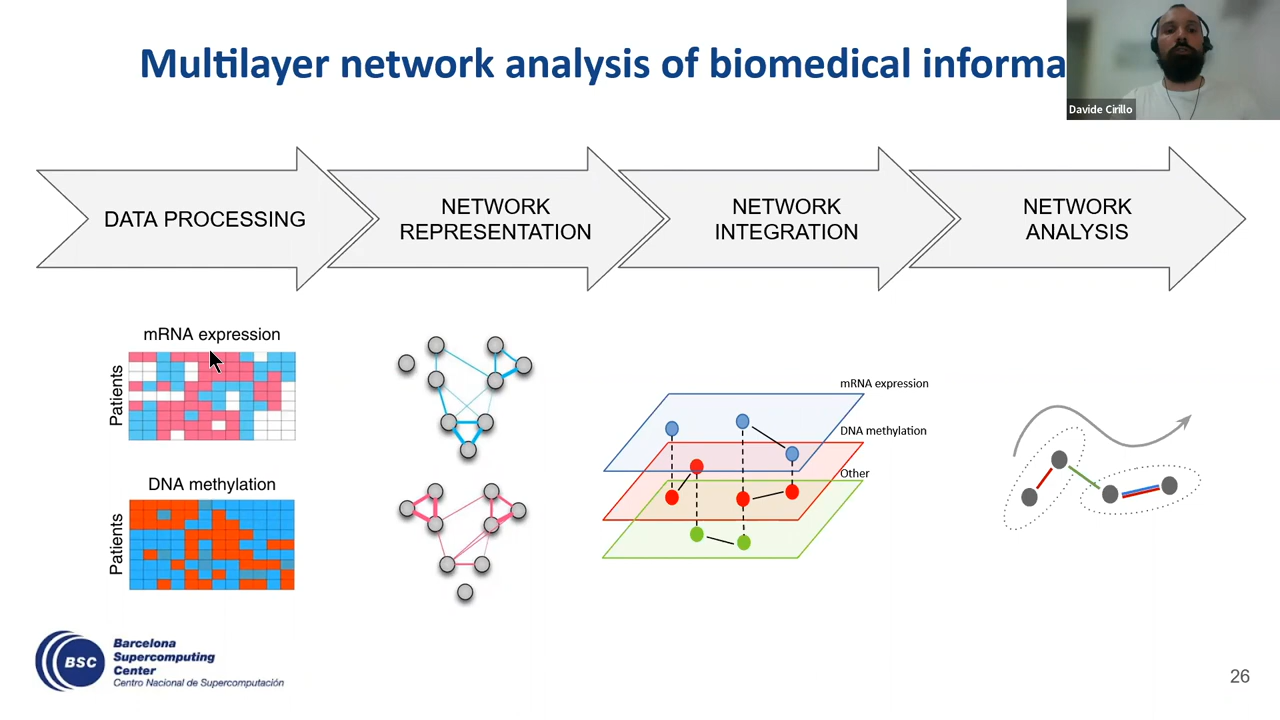 Multilayer network analysis of biomedical informa
Davide Cirillo
DATA PROCESSING
NETWORK
REPRESENTATION
NETWORK
INTEGRATION
NETWORK
ANALYSIS
mRNA expression
Patients
DNA methylation
Patients
mRNA expression
DNA methylation
Other
BSC
Barcelona
Supercomputing
Center
Centro Nacional de Supercomputación
26